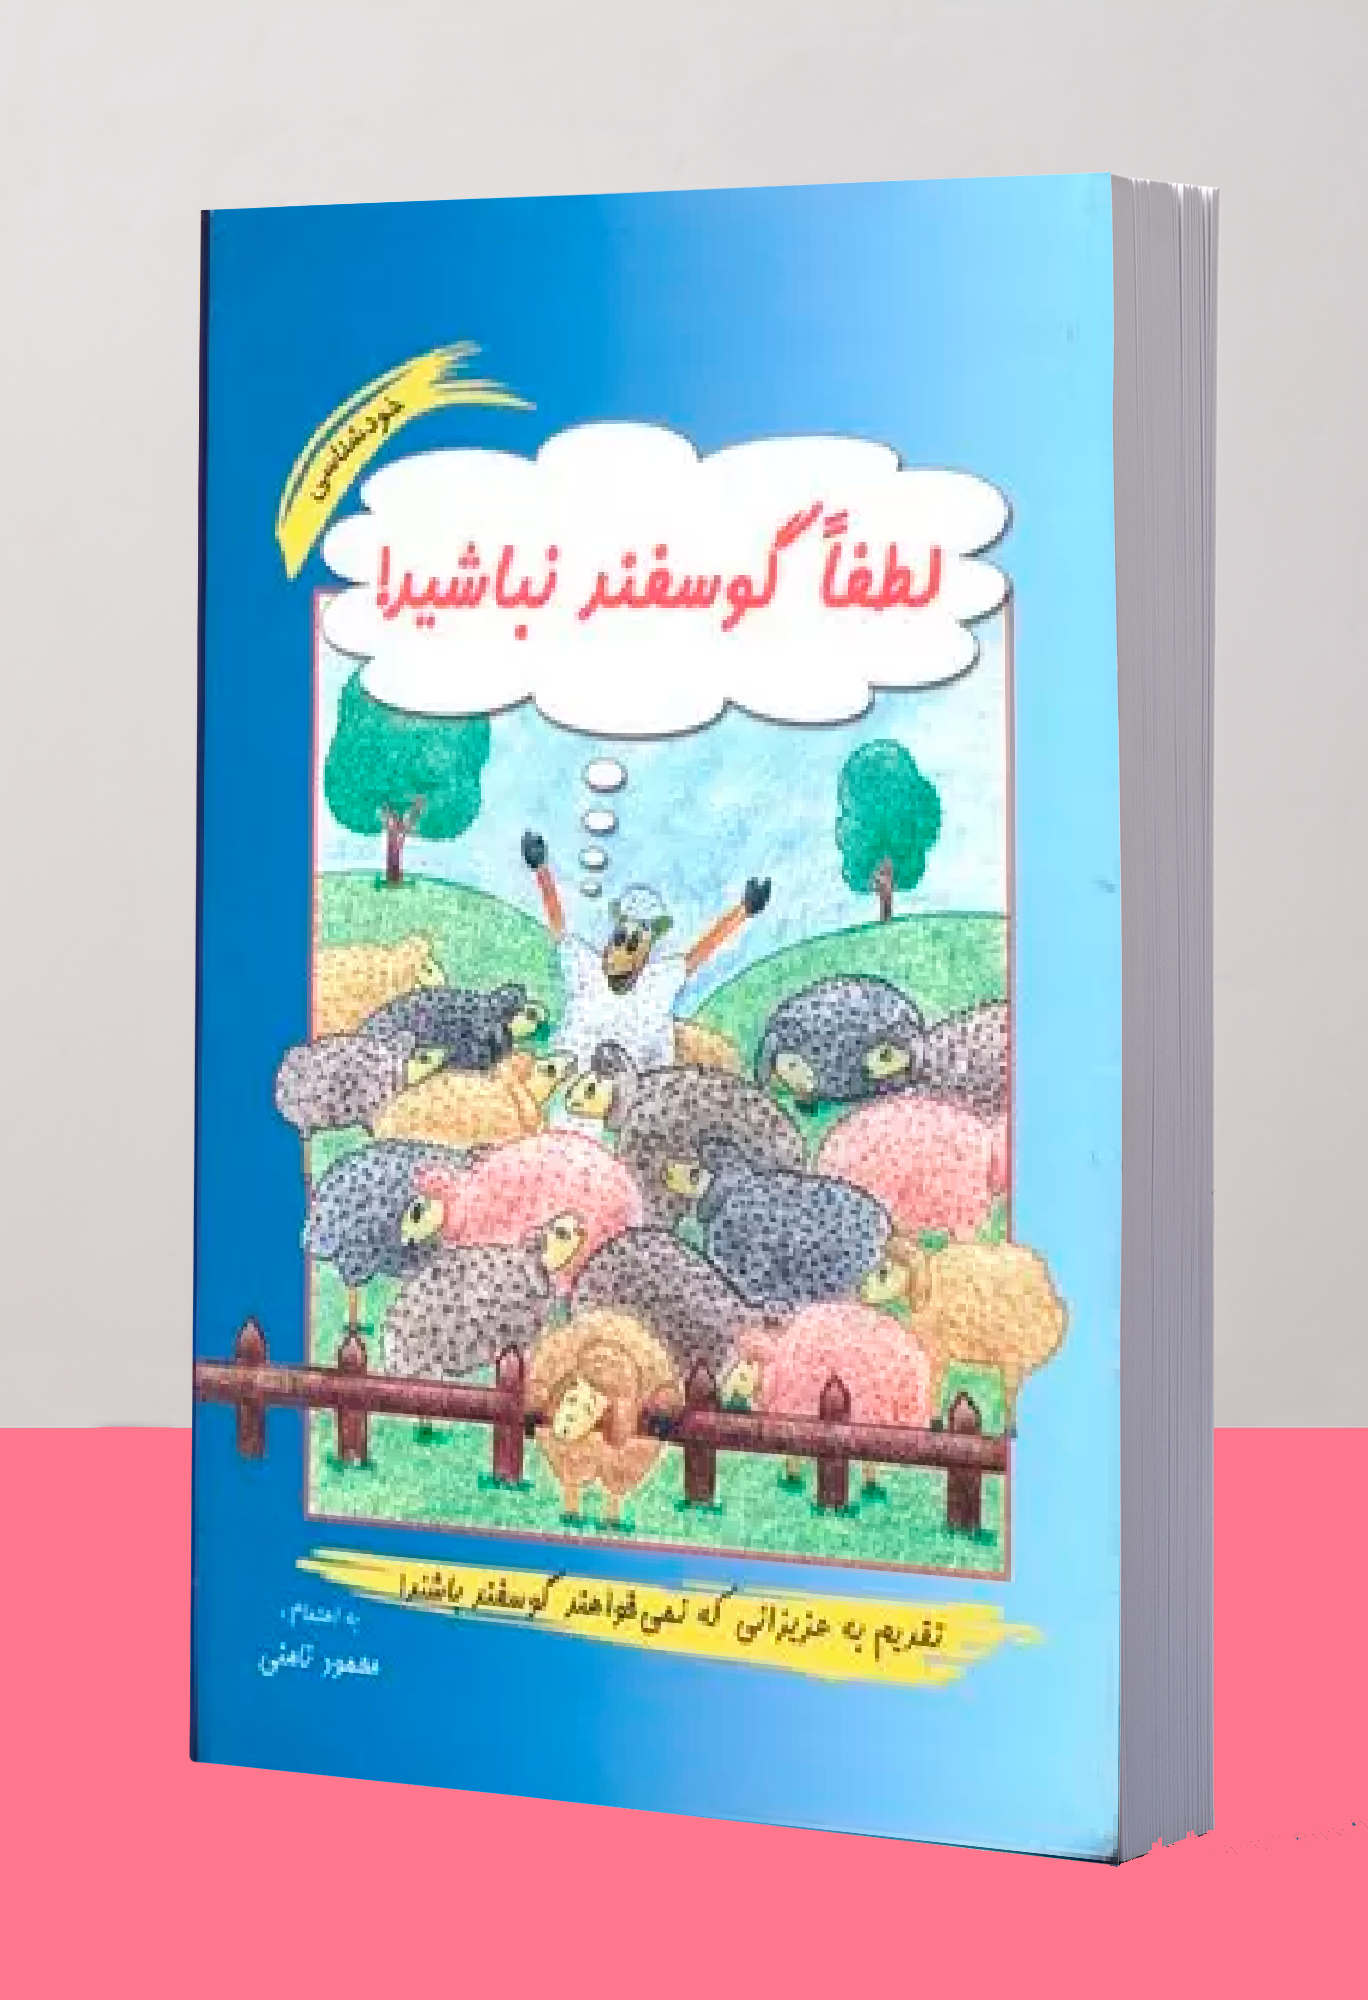 خودشناسی
لطفاً گوسفند نباشید!
تقدیم به عزیزانی که نمی‌خواهند گوسفند باشند!
به اهتمام:
محمود نامنی